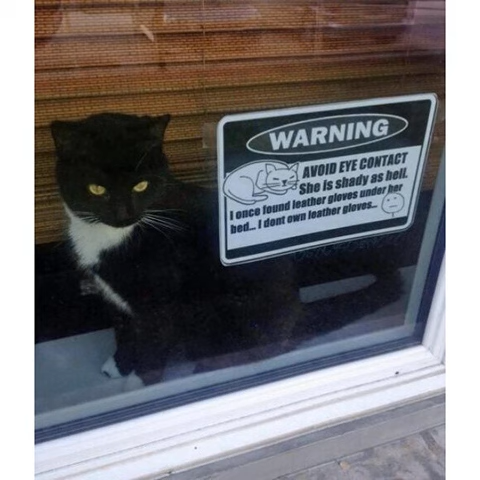 WARNING
AVOID EYE CONTACT
She is shady as hell.
I once found leather gloves under her
bed... I dont own leather gloves...